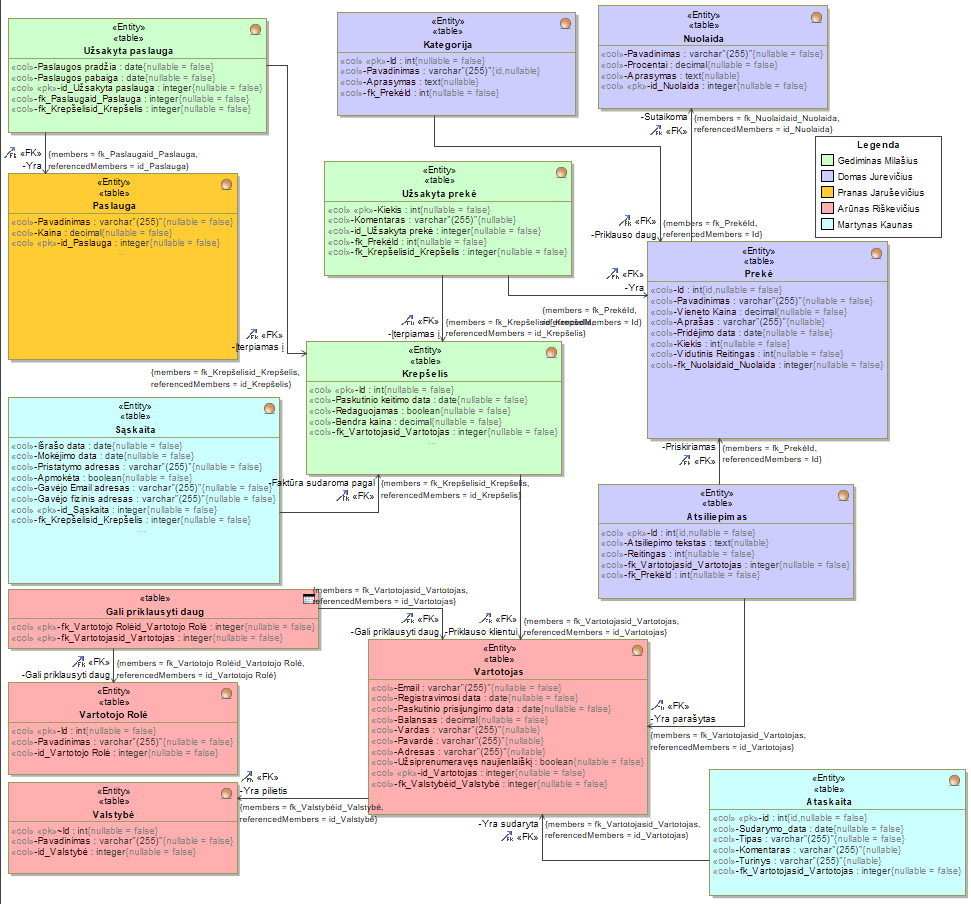 «Entity»
«table»
Užsakyta paslauga
«col»-Paslaugos pradžia : date{nullable = false}
«col»-Paslaugos pabaiga : date{nullable = false}
«col» «pk»-id_Užsakyta paslauga : integer{nullable = false}
«col»-fk_Paslaugaid_Paslauga : integer{nullable = false}
«col»-fk_Krepšelisid_Krepšelis : integer{nullable = false}
«Entity»
«table»
Kategorija
«col» «pk»-Id : int{nullable = false}
«col»-Pavadinimas : varchar"(255)"{id,nullable}
«col»-Aprasymas : text{nullable}
«col»-fk_PrekėId : int{nullable = false}
«Entity»
«table»
Nuolaida
«col»-Pavadinimas : varchar"(255)"{nullable = false}
«col»-Procentai : decimal{nullable = false}
«col»-Aprasymas : text{nullable}
«col» «pk»-id_Nuolaida : integer{nullable = false}
«FK»
-Yra
{members = fk_Paslaugaid_Paslauga,
referencedMembers = id_Paslauga}
-Sutaikoma
«FK»
{members = fk_Nuolaidaid_Nuolaida,
referencedMembers = id_Nuolaida}
Legenda
Gediminas Milašius
Domas Jurevičius
Pranas Jaruševičius
Arūnas Riškevičius
Martynas Kaunas
«Entity»
«table»
Paslauga
«col»-Pavadinimas : varchar"(255)"{nullable = false}
«col»-Kaina : decimal{nullable = false}
«col» «pk»-id_Paslauga : integer{nullable = false}
...
«Entity»
«table»
Užsakyta prekė
«col» «pk»-Kiekis : int{nullable = false}
«col»-Komentaras : varchar"(255)"{nullable = false}
«col»-id_Užsakyta prekė : integer{nullable = false}
«col»-fk_PrekėId : int{nullable = false}
«col»-fk_Krepšelisid_Krepšelis : integer{nullable = false}
«FK»
-Priklauso daug
{members = fk_PrekėId,
referencedMembers = Id}
«Entity»
«table»
Prekė
«col»-Id : int{id,nullable = false}
«col»-Pavadinimas : varchar"(255)"{nullable = false}
«col»-Vieneto Kaina : decimal{nullable = false}
«col»-Aprašas : varchar"(255)"{nullable = false}
«col»-Pridėjimo data : date{nullable = false}
«col»-Kiekis : int{nullable = false}
«col»-Vidutinis Reitingas : int{nullable = false}
«col»-fk_Nuolaidaid_Nuolaida : integer{nullable = false}
«FK»
-Yra
{members = fk_PrekėId,
«FK»
-Įterpiamas į
{members = fk_Krepšelisid_Krepšelis,
referencedMembers = id_Krepšelis}
«FK»
-Įterpiamas į
{members = fk_Krepšelisid_Krepšelis,
referencedMembers = id_Krepšelis}
«Entity»
«table»
Krepšelis
«col» «pk»-Id : int{nullable = false}
«col»-Paskutinio keitimo data : date{nullable = false}
«col»-Redaguojamas : boolean{nullable = false}
«col»-Bendra kaina : decimal{nullable = false}
«col»-fk_Vartotojasid_Vartotojas : integer{nullable = false}
«Entity»
«table»
Sąskaita
«col»-Išrašo data : date{nullable = false}
«col»-Mokėjimo data : date{nullable = false}
«col»-Pristatymo adresas : varchar"(255)"{nullable = false}
«col»-Apmokėta : boolean{nullable = false}
«col»-Gavėjo Email adresas : varchar"(255)"{nullable = false}
«col»-Gavėjo fizinis adresas : varchar"(255)"{nullable = false}
«col» «pk»-id_Sąskaita : integer{nullable = false}
«col»-fk_Krepšelisid_Krepšelis : integer{nullable = false}
...
-Faktūra sudaroma pagal
«FK»
{members = fk_Krepšelisid_Krepšelis,
referencedMembers = id_Krepšelis}
-Priskiriamas
«FK»
{members = fk_PrekėId,
referencedMembers = Id}
«Entity»
«table»
Atsiliepimas
«col» «pk»-Id : int{id,nullable = false}
«col»-Atsiliepimo tekstas : text{nullable}
«col»-Reitingas : int{nullable = false}
«col»-fk_Vartotojasid_Vartotojas : integer{nullable = false}
«col»-fk_PrekėId : int{nullable = false}
«table»
Gali priklausyti daug
«col»-fk_Vartotojo Roléid_Vartotojo Rolė : integer{nullable = false}
«col»-fk_Vartotojasid_Vartotojas : integer{nullable = false}
{members = fk_Vartotojasid_Vartotojas,
referencedMembers = id_Vartotojas}
«FK»
-Gali priklausyti daug
«FK»
-Priklauso klientui
{members = fk_Vartotojasid_Vartotojas,
referencedMembers = id_Vartotojas}
«FK»
-Gali priklausyti daug
{members = fk_Vartotojo Roléid_Vartotojo Rolė,
referencedMembers = id_Vartotojo Rolė}
«Entity»
«table»
Vartotojo Rolė
«col» «pk»-Id : int{nullable = false}
«col»-Pavadinimas : varchar"(255)"{nullable = false}
«col»-id_Vartotojo Rolė : integer{nullable = false}
«Entity»
«table»
Vartotojas
«col»-Email : varchar"(255)"{nullable = false}
«col»-Registravimosi data : date{nullable = false}
«col»-Paskutinio prisijungimo data : date{nullable = false}
«col»-Balansas : decimal{nullable = false}
«col»-Vardas : varchar"(255)"{nullable = false}
«col»-Pavardė : varchar"(255)"{nullable = false}
«col»-Adresas : varchar"(255)"{nullable = false}
«col»-Užsiprenumeravęs naujienlaiškį : boolean{nullable = false}
«col» «pk»-id_Vartotojas : integer{nullable = false}
«col»-fk_Valstybėid_Valstybė : integer{nullable = false}
«FK»
-Yra parašytas
{members = fk_Vartotojasid_Vartotojas,
referencedMembers = id_Vartotojas}
«FK»
-Yra pilietis
{members = fk_Valstybėid_Valstybė,
referencedMembers = id_Valstybė}
«Entity»
«table»
Valstybė
«col» «pk»~Id : int{nullable = false}
«col»-Pavadinimas : varchar"(255)"{nullable = false}
«col»-id_Valstybė : integer{nullable = false}
-Yra sudaryta
«FK»
{members = fk_Vartotojasid_Vartotojas,
referencedMembers = id_Vartotojas}
«Entity»
«table»
Ataskaita
«col» «pk»-id : int{id,nullable = false}
«col»-Sudarymo_data : date{nullable = false}
«col»-Tipas : varchar"(255)"{nullable = false}
«col»-Komentaras : varchar"(255)"{nullable = false}
«col»-Turinys : varchar"(255)"{nullable = false}
«col»-fk_Vartotojasid_Vartotojas : integer{nullable = false}